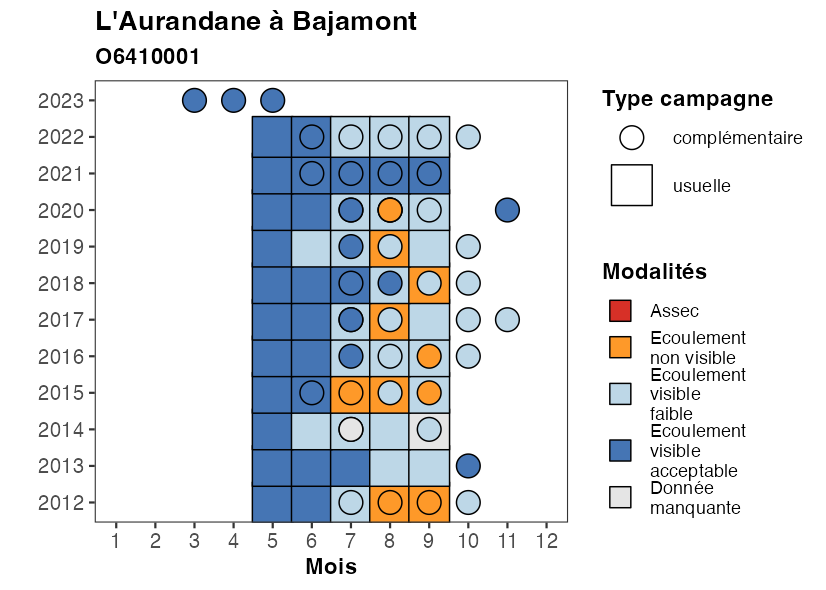 L'Aurandane à Bajamont
O6410001
2023
2022
2021
2020
2019
2018
2017
2016
2015
2014
2013
2012
1 2 3 4 5 6 7 8 9 10 11 12
Mois
Type campagne
complémentaire
usuelle
Modalités
Assec
Ecoulement
non visible
Ecoulement
visible
faible
Ecoulement
visible
acceptable
Donnée
manquante